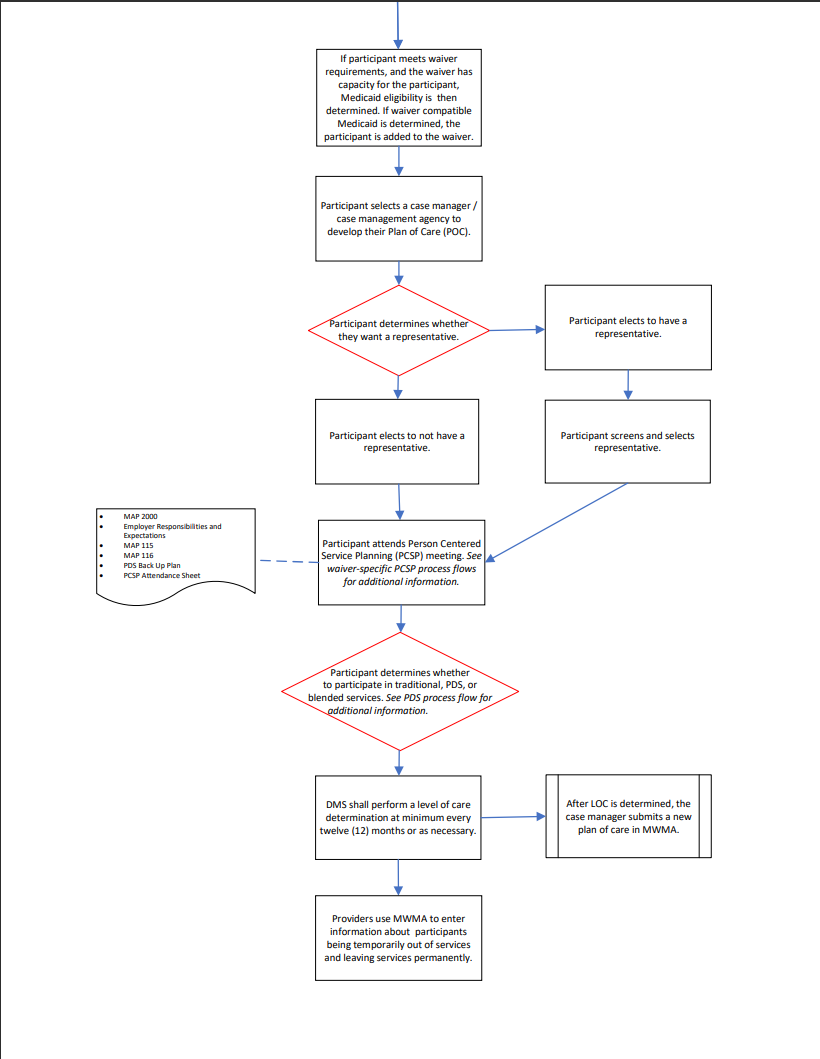 If participant meets waiver
requirements, and the waiver has
capacity for the participant,
Medicaid eligibility is  then
determined. If waiver compatible
Medicaid is determined, the
participant is added to the waiver.
Participant selects a case manager /
case management agency to
develop their Plan of Care (POC).
Participant determines whether
they want a representative.
Participant elects to have a
representative.
Participant elects to not have a
representative.
Participant screens and selects
representative.
• MAP 2000
• Employer Responsibilities and
Expectations
• MAP 115
• MAP 116
• PDS Back Up Plan
• PCSP Attendance Sheet
Participant attends Person Centered
Service Planning (PCSP) meeting. See
waiver-specific PCSP process flows
for additional information.
Participant determines whether
to participate in traditional, PDS, or
blended services. See PDS process flow for
additional information.
DMS shall perform a level of care
determination at minimum every
twelve (12) months or as necessary.
After LOC is determined, the
case manager submits a new
plan of care in MWMA.
Providers use MWMA to enter
information about  participants
being temporarily out of services
and leaving services permanently.